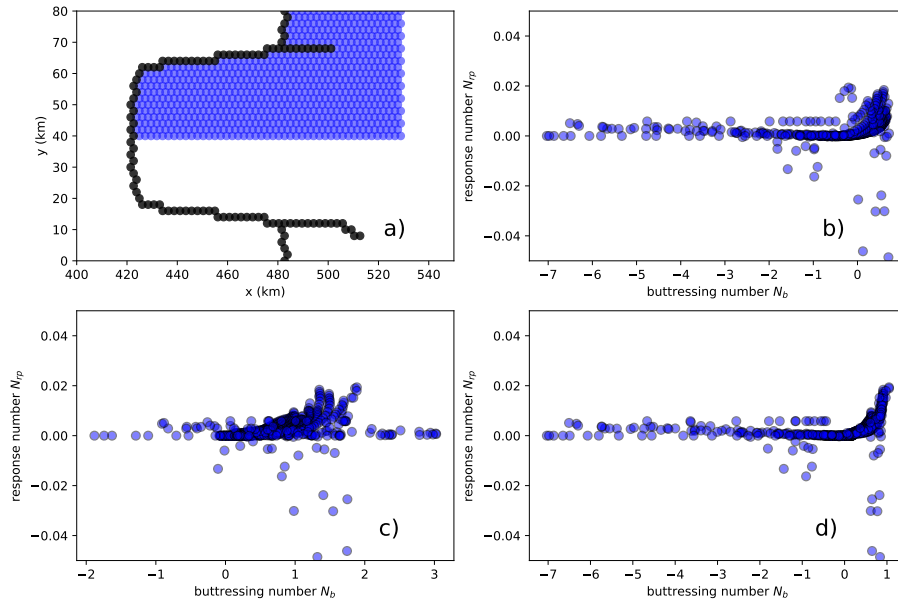 80
70
60
50
40
30
20
10
0
y (km)
400 420 440 460 480 500 520 540
x (km)
a)
0.04
0.02
0.00
−0.02
−0.04
response number N_rp
−7 −6 −5 −4 −3 −2 −1 0
buttressing number N_b
b)
0.04
0.02
0.00
−0.02
−0.04
response number N_rp
−2 −1 0 1 2 3
buttressing number N_b
c)
0.04
0.02
0.00
−0.02
−0.04
response number N_rp
−7 −6 −5 −4 −3 −2 −1 0 1
buttressing number N_b
d)